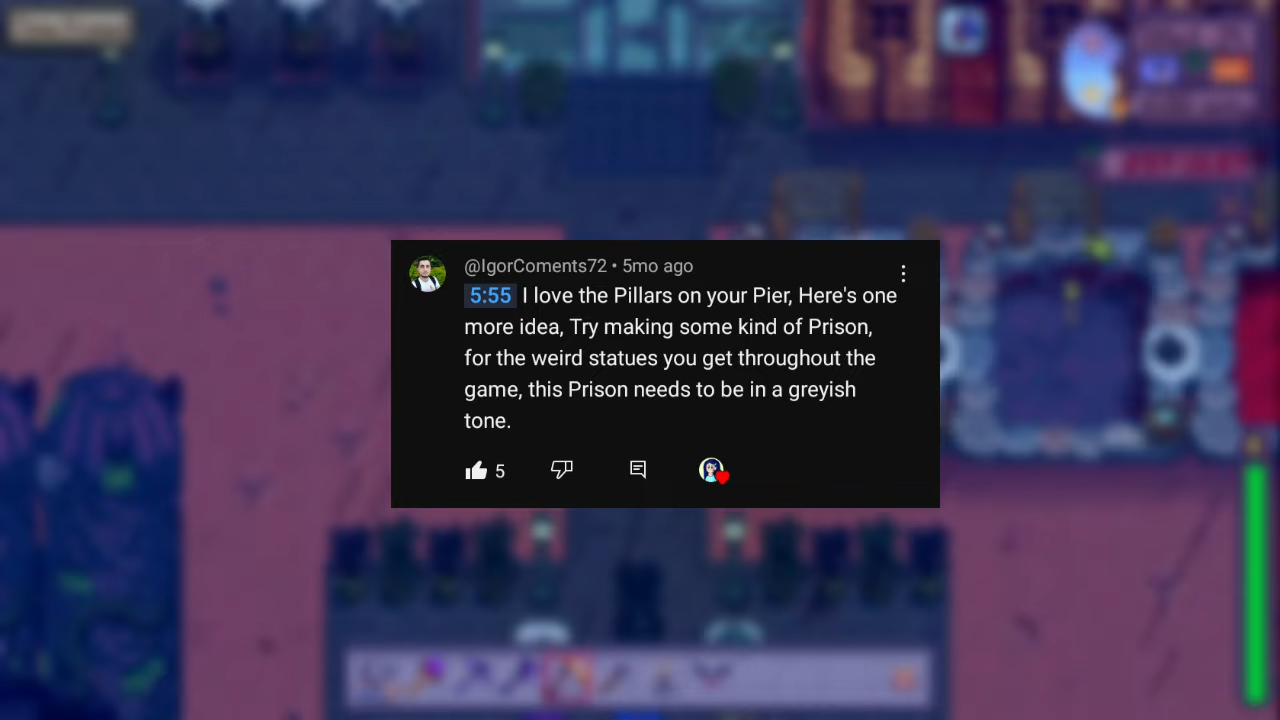 @IgorComents72 • 5mo ago
5:55 I love the Pillars on your Pier, Here's one
more idea, Try making some kind of Prison,
for the weird statues you get throughout the
game, this Prison needs to be in a greyish
tone.
5